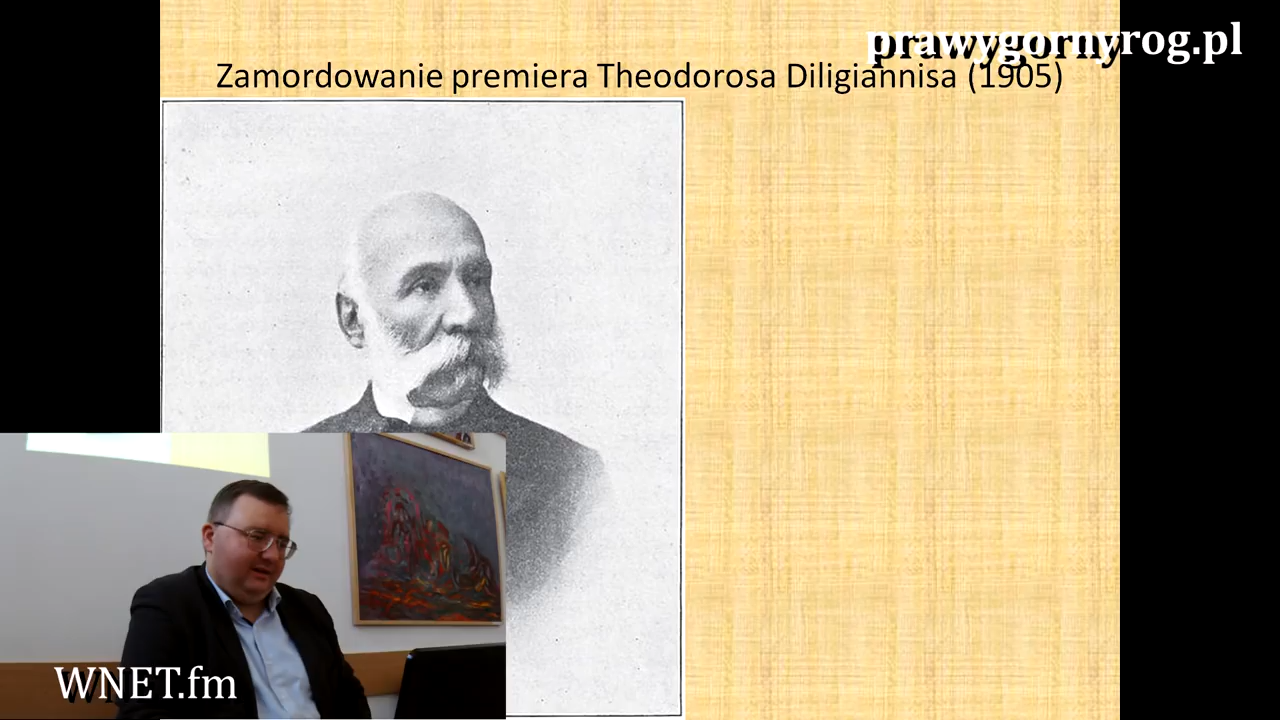 prawygornyrog.pl
Zamordowanie premiera Theodorosa Diligiannisa (1905)
WNET.fm